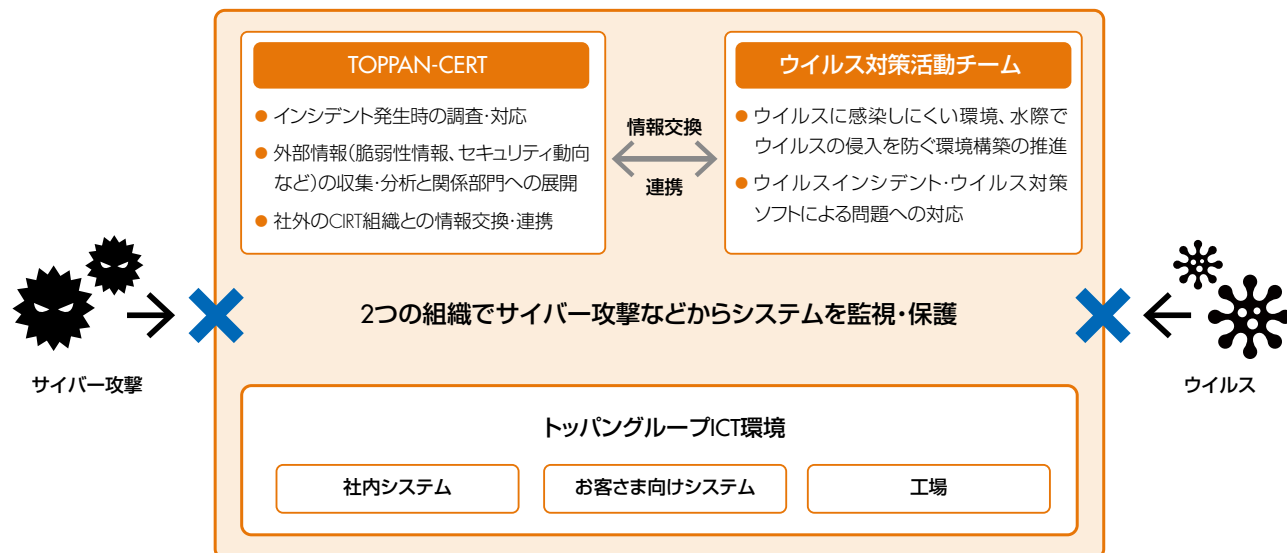 TOPPAN-CERT
● インシデント発生時の調査・対応
● 外部情報(脆弱性情報、セキュリティ動向
など)の収集・分析と関係部門への展開
● 社外のCIRT組織との情報交換・連携
情報交換
連携
ウイルス対策活動チーム
● ウイルスに感染しにくい環境、水際で
ウイルスの侵入を防ぐ環境構築の推進
● ウイルスインシデント・ウイルス対策
ソフトによる問題への対応
サイバー攻撃
2つの組織でサイバー攻撃などからシステムを監視・保護
ウイルス
トッパングループICT環境
社内システム
お客さま向けシステム
工場